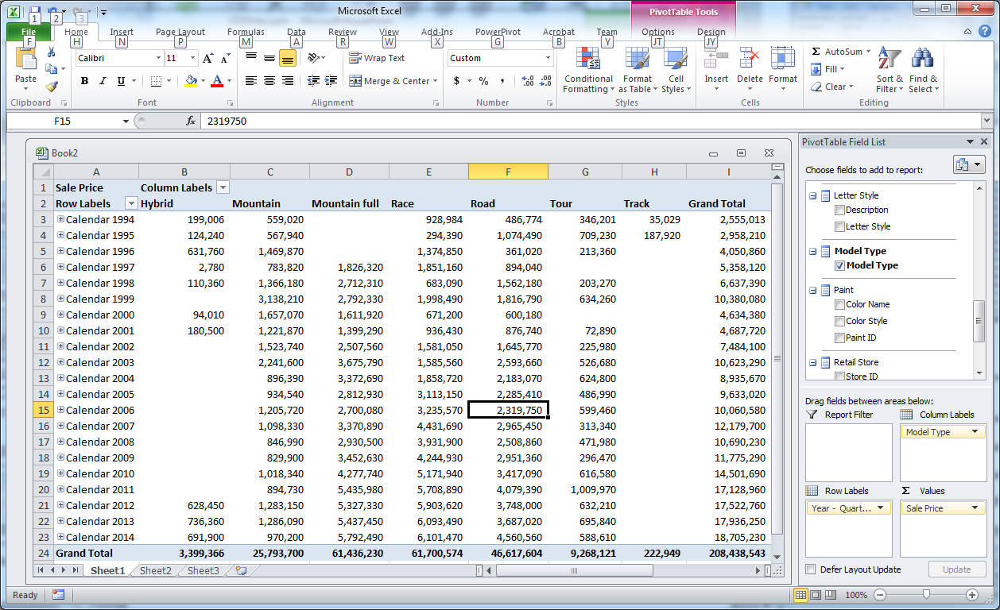 Microsoft Excel
PivotTable Tools
1 2 3
File Home Insert Page Layout Formulas Data Review View Add-Ins PowerPivot Acrobat Team Options Design
F H N P M A R W X G B Y JT JV
Paste
Calibri 11
B I U
Wrap Text
Merge & Center
Custom
$ % ,
Conditional Formatting
Format as Table
Cell Styles
Insert Delete Format
Σ AutoSum
Fill
Clear
Sort & Filter
Find & Select
Clipboard Font Alignment Number Styles Cells Editing
F15 fx 2319750
Book2
A B C D E F G H I
1 Sale Price Column Labels
2 Row Labels Hybrid Mountain Mountain full Race Road Tour Track Grand Total
3 Calendar 1994 199,006 559,020 928,984 486,774 346,201 35,029 2,555,013
4 Calendar 1995 124,240 567,940 294,390 1,074,490 709,230 187,920 2,958,210
5 Calendar 1996 631,760 1,469,870 1,374,850 361,020 213,360 4,050,860
6 Calendar 1997 2,780 783,820 1,826,320 1,851,160 894,040 5,358,120
7 Calendar 1998 110,360 1,366,180 2,712,310 683,090 1,562,180 203,270 6,637,390
8 Calendar 1999 3,138,210 2,792,330 1,998,490 1,816,790 634,260 10,380,080
9 Calendar 2000 94,010 1,657,070 1,611,920 671,200 600,180 4,634,380
10 Calendar 2001 180,500 1,221,870 1,399,290 936,430 876,740 72,890 4,687,720
11 Calendar 2002 1,523,740 2,507,560 1,581,050 1,645,770 225,980 7,484,100
12 Calendar 2003 2,241,600 3,675,790 1,585,560 2,593,660 526,680 10,623,290
13 Calendar 2004 896,390 3,372,690 1,858,720 2,183,070 624,800 8,935,670
14 Calendar 2005 934,540 2,812,930 3,113,150 2,285,410 486,990 9,633,020
15 Calendar 2006 1,205,720 2,700,080 3,235,570 2,319,750 599,460 10,060,580
16 Calendar 2007 1,098,330 3,370,890 4,431,690 2,965,450 313,340 12,179,700
17 Calendar 2008 846,990 2,930,500 3,931,900 2,508,860 471,980 10,690,230
18 Calendar 2009 829,900 3,452,630 4,244,930 2,951,360 296,470 11,775,290
19 Calendar 2010 1,018,340 4,277,740 5,171,940 3,417,090 616,580 14,501,690
20 Calendar 2011 894,730 5,435,980 5,708,890 4,079,390 1,009,970 17,128,960
21 Calendar 2012 628,450 1,283,150 5,327,330 5,903,620 3,748,000 632,210 17,522,760
22 Calendar 2013 736,360 1,286,090 5,437,450 6,093,490 3,687,020 695,840 17,936,250
23 Calendar 2014 691,900 970,200 5,792,490 6,101,470 4,560,560 588,610 18,705,230
24 Grand Total 3,399,366 25,793,700 61,436,230 61,700,574 46,617,604 9,268,121 222,949 208,438,543
Sheet1 Sheet2 Sheet3
PivotTable Field List
Choose fields to add to report:
Letter Style
Description
Letter Style
Model Type
Model Type
Paint
Color Name
Color Style
Paint ID
Retail Store
Store ID
Drag fields between areas below:
Report Filter Column Labels
Model Type
Row Labels Σ Values
Year - Quart... Sale Price
Defer Layout Update Update
Ready 100%